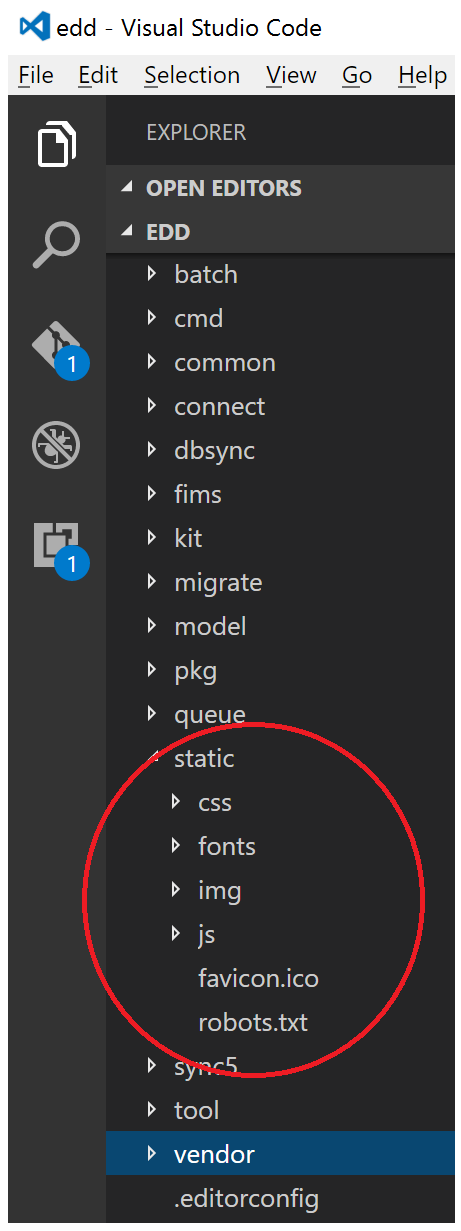 edd - Visual Studio Code
File Edit Selection View Go Help
EXPLORER
OPEN EDITORS
EDD
batch
cmd
common
connect
dbsync
fims
kit
migrate
model
pkg
queue
static
css
fonts
img
js
favicon.ico
robots.txt
sync5
tool
vendor
.editorconfig
1
1